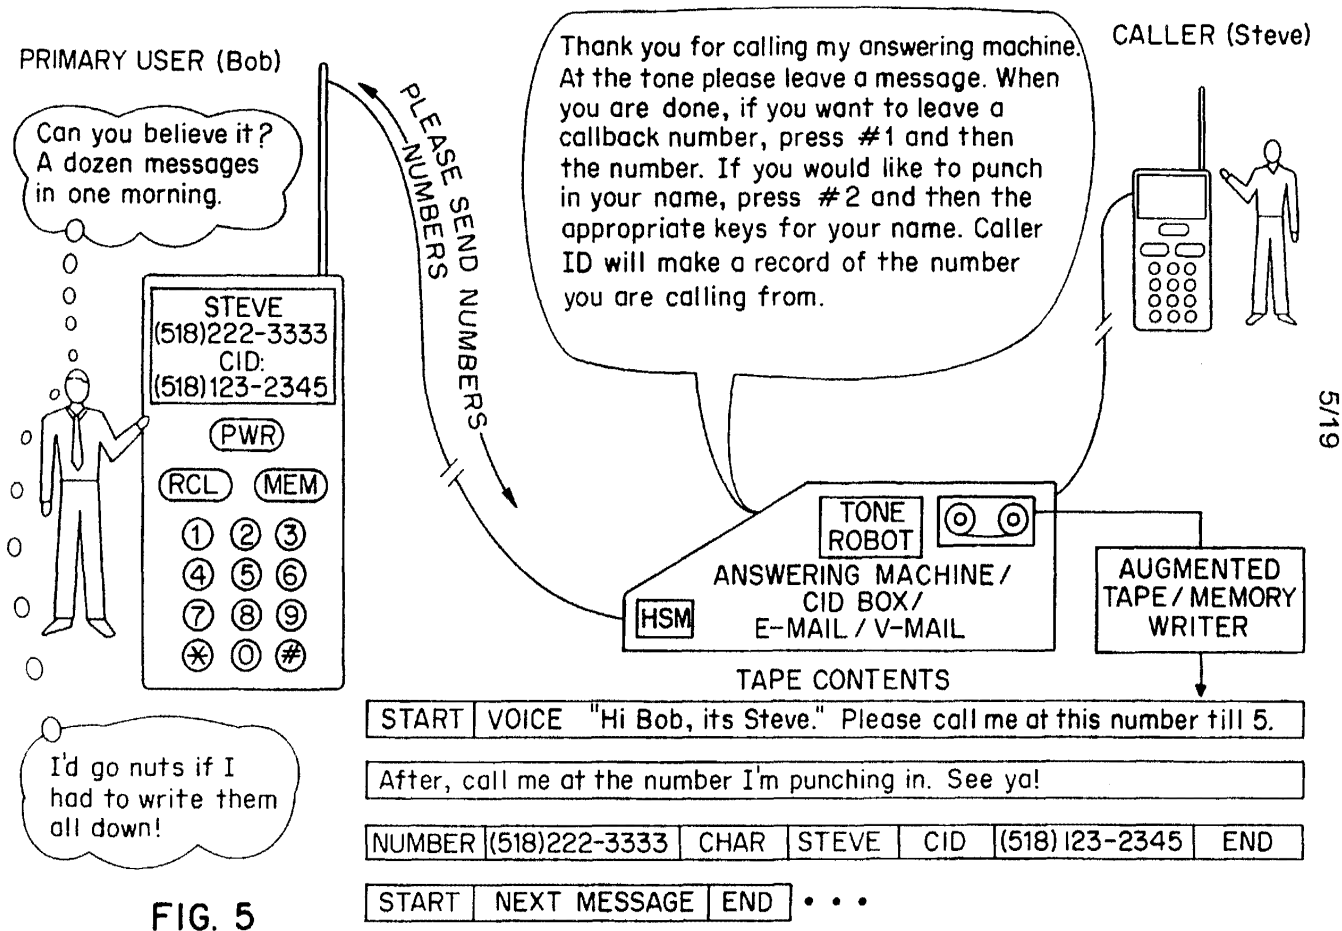 PRIMARY USER (Bob)
CALLER (Steve)
Can you believe it?
A dozen messages
in one morning.
PLEASE SEND NUMBERS
NUMBERS
Thank you for calling my answering machine.
At the tone please leave a message. When
you are done, if you want to leave a
callback number, press #1 and then
the number. If you would like to punch
in your name, press #2 and then the
appropriate keys for your name. Caller
ID will make a record of the number
you are calling from.
5/19
STEVE
(518)222-3333
CID:
(518)123-2345
PWR
RCL MEM
1 2 3
4 5 6
7 8 9
* 0 #
TONE
ROBOT
ANSWERING MACHINE/
CID BOX/
E-MAIL/V-MAIL
HSM
AUGMENTED
TAPE/MEMORY
WRITER
TAPE CONTENTS
START VOICE "Hi Bob, its Steve." Please call me at this number till 5.
After, call me at the number I'm punching in. See ya!
NUMBER (518)222-3333 CHAR STEVE CID (518)123-2345 END
START NEXT MESSAGE END • • •
I'd go nuts if I
had to write them
all down!
FIG. 5